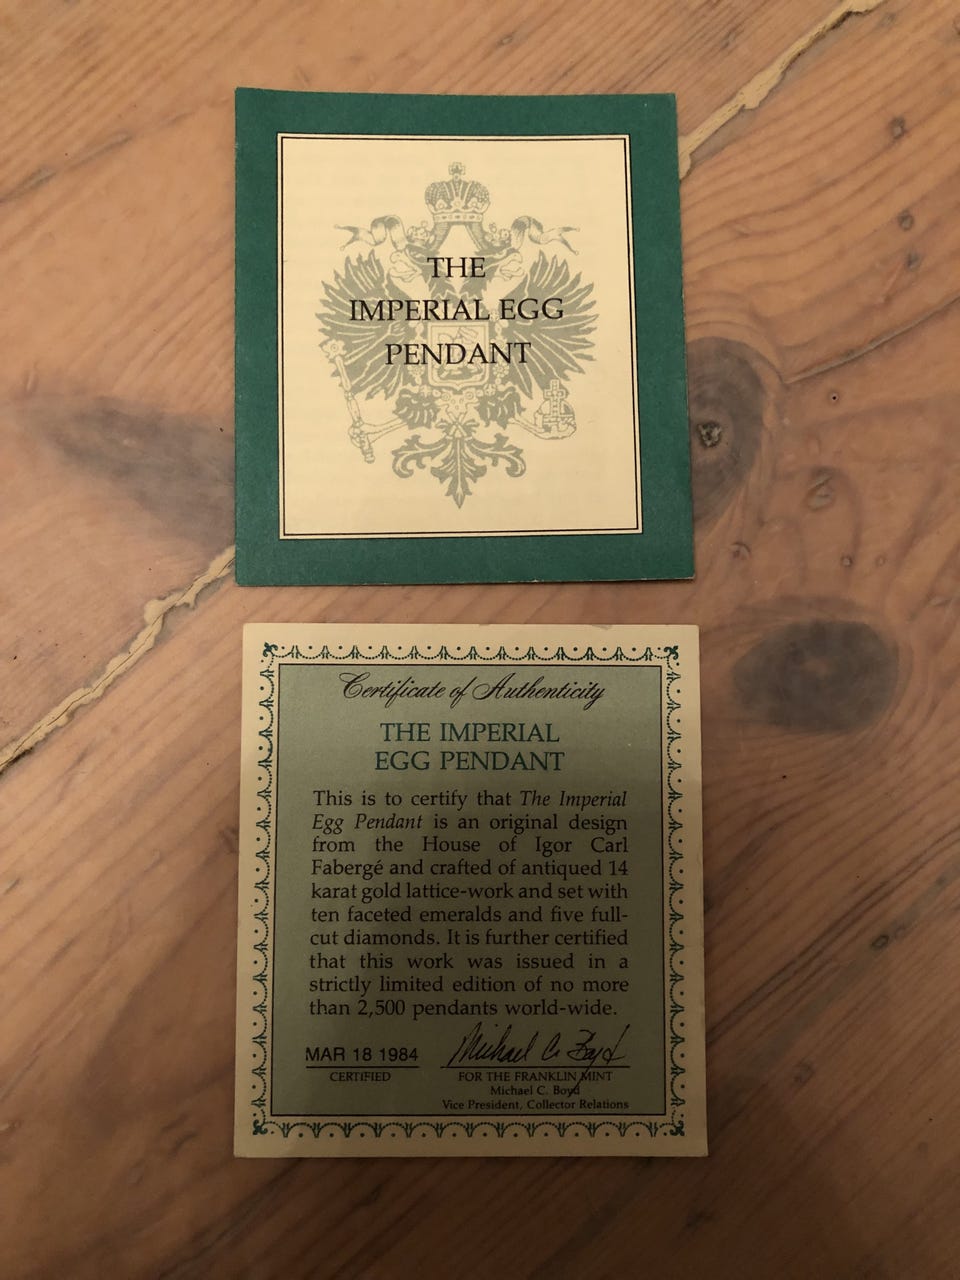 THE
IMPERIAL EGG
PENDANT
Certificate of Authenticity
THE IMPERIAL
EGG PENDANT
This is to certify that The Imperial
Egg Pendant is an original design
from the House of Igor Carl
Fabergé and crafted of antiqued 14
karat gold lattice-work and set with
ten faceted emeralds and five full-
cut diamonds. It is further certified
that this work was issued in a
strictly limited edition of no more
than 2,500 pendants world-wide.
MAR 18 1984 Michael C. Boyd
CERTIFIED FOR THE FRANKLIN MINT
Michael C. Boyd
Vice President, Collector Relations